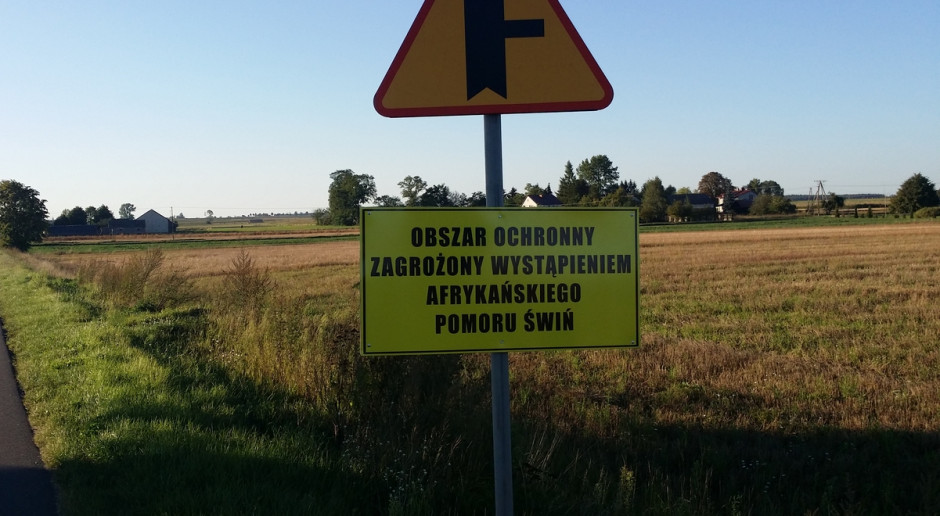 OBSZAR OCHRONNY
ZAGROŻONY WYSTĄPIENIEM
AFRYKAŃSKIEGO
POMORU ŚWIŃ